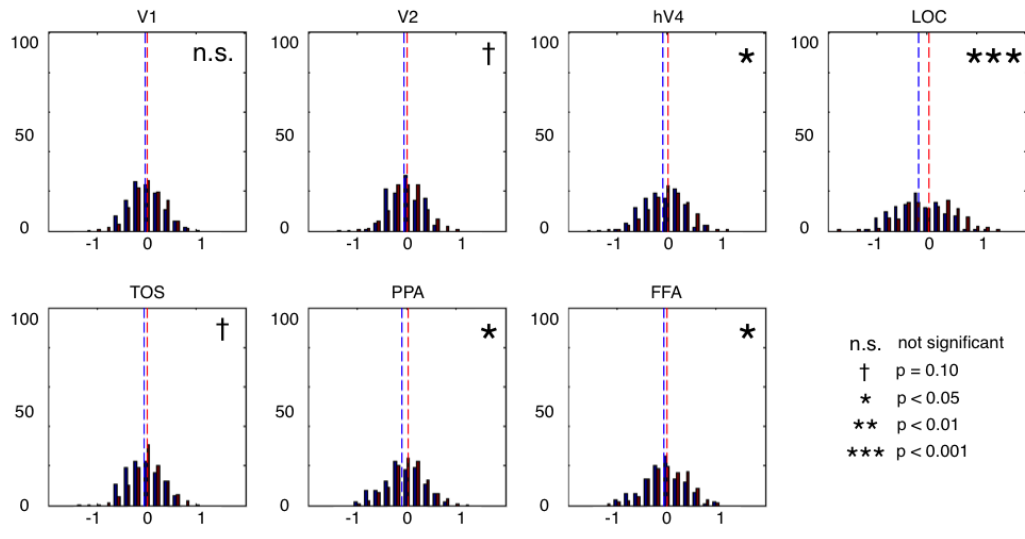 V1 V2 hV4 LOC
100 100 100 100
n.s. † * ***
50 50 50 50
0 0 0 0
-1 0 1 -1 0 1 -1 0 1 -1 0 1
TOS PPA FFA
100 100 100
† * *
50 50 50
0 0 0
-1 0 1 -1 0 1 -1 0 1
n.s. not significant
† p = 0.10
* p < 0.05
** p < 0.01
*** p < 0.001